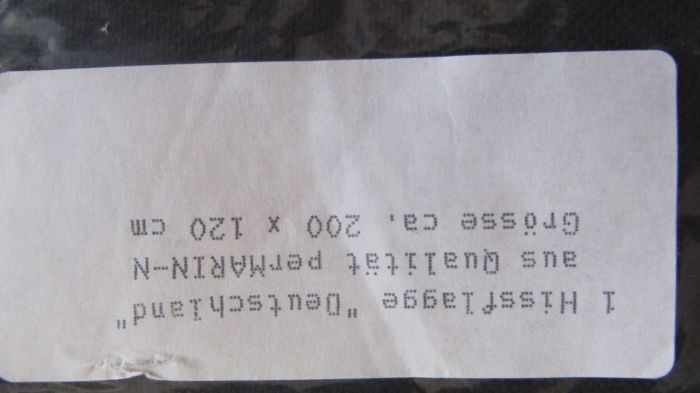 1 Hissflagge "Deutschland"
aus Qualität perMARIN-N
Grösse ca. 200 x 120 cm